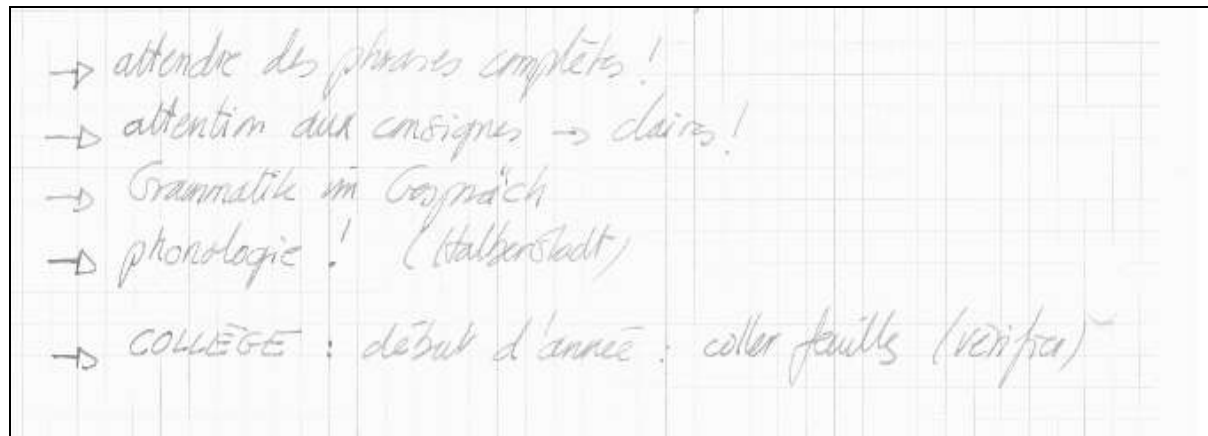 → attendre des phrases complètes !
→ attention aux consignes → claires !
→ Grammatik im Gespräch
→ phonologie ! (Halberstadt)
→ COLLÈGE : début d'année : coller feuilles (vérifier)